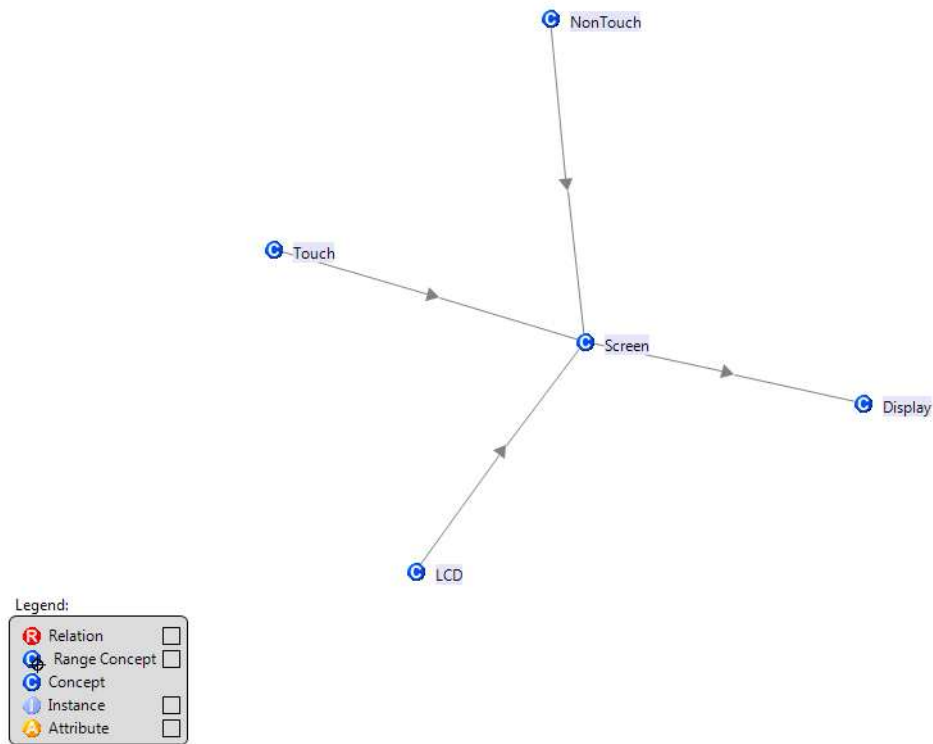 NonTouch
Touch
Screen
Display
LCD
Legend:
R Relation
C Range Concept
C Concept
I Instance
A Attribute